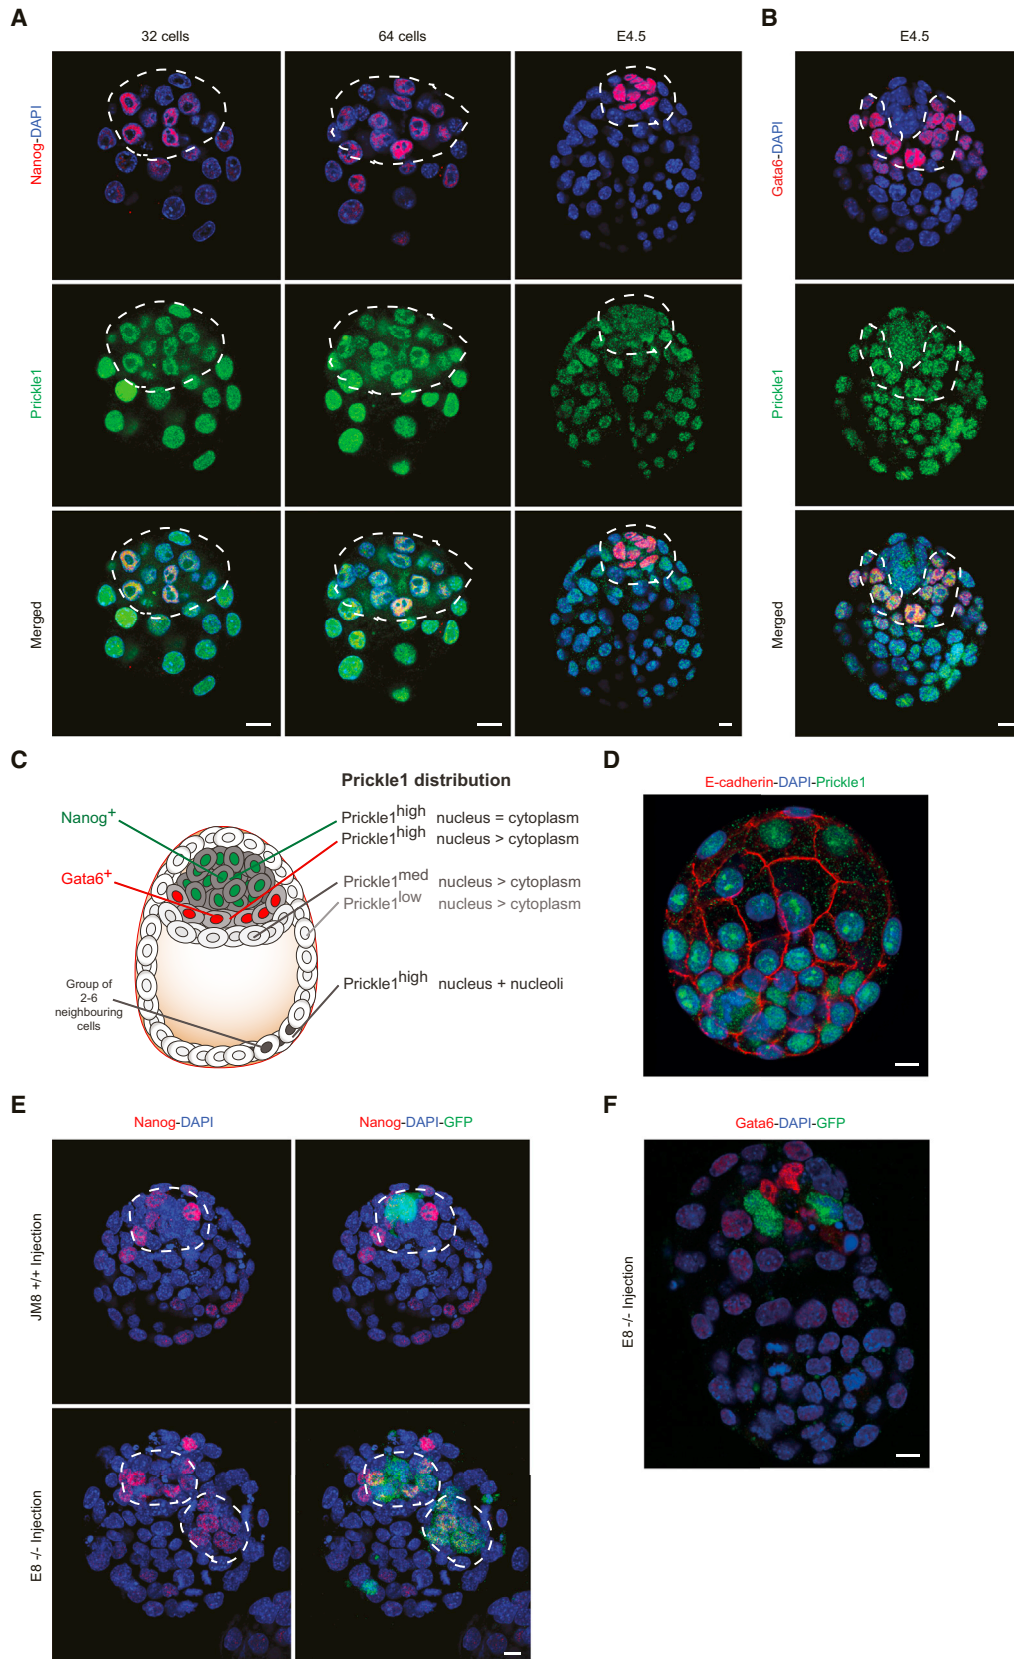 A
B
32 cells
64 cells
E4.5
E4.5
Nanog-DAPI
Gata6-DAPI
Prickle1
Prickle1
Merged
Merged
C
Prickle1 distribution
Nanog+
Gata6+
Prickle1high nucleus = cytoplasm
Prickle1high nucleus > cytoplasm
Prickle1med nucleus > cytoplasm
Prickle1low nucleus > cytoplasm
Group of
2-6
neighbouring
cells
Prickle1high nucleus + nucleoli
D
E-cadherin-DAPI-Prickle1
E
Nanog-DAPI
Nanog-DAPI-GFP
JM8 +/+ Injection
E8 -/- Injection
F
Gata6-DAPI-GFP
E8 -/- Injection